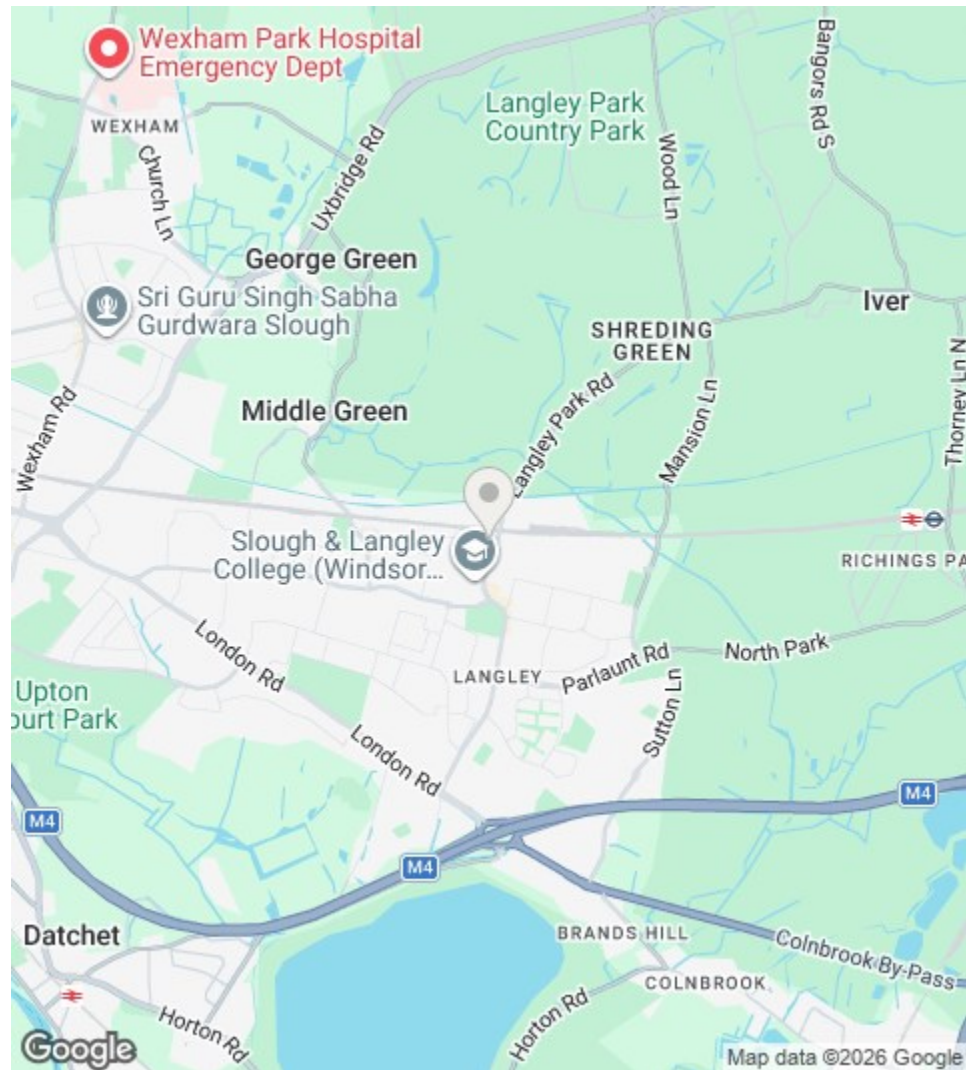 Wexham Park Hospital
Emergency Dept
WEXHAM
Church Ln
Uxbridge Rd
Langley Park
Country Park
Wood Ln
Bangors Rd S
George Green
Sri Guru Singh Sabha
Gurdwara Slough
Iver
SHREDING
GREEN
Thorney Ln N
Middle Green
Wexham Rd
Langley Park Rd
Mansion Ln
Slough & Langley
College (Windsor...
RICHINGS PA
London Rd
LANGLEY
Parlaunt Rd
North Park
Upton
ourt Park
Sutton Ln
London Rd
M4
M4
M4
Datchet
BRANDS HILL
Colnbrook By-Pass
COLNBROOK
Horton Rd
Horton Rd
Google
Map data ©2026 Google